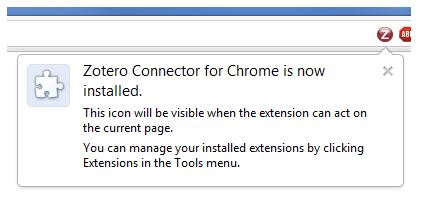 Z
AB
Zotero Connector for Chrome is now
installed.
This icon will be visible when the extension can act on
the current page.
You can manage your installed extensions by clicking
Extensions in the Tools menu.